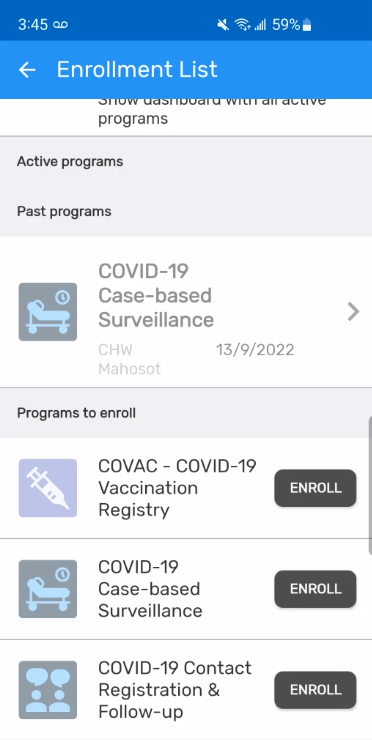 3:45 59%
Enrollment List
Show dashboard with all active
programs
Active programs
Past programs
COVID-19
Case-based
Surveillance
CHW 13/9/2022
Mahosot
Programs to enroll
COVAC - COVID-19
Vaccination
Registry
ENROLL
COVID-19
Case-based
Surveillance
ENROLL
COVID-19 Contact
Registration &
Follow-up
ENROLL